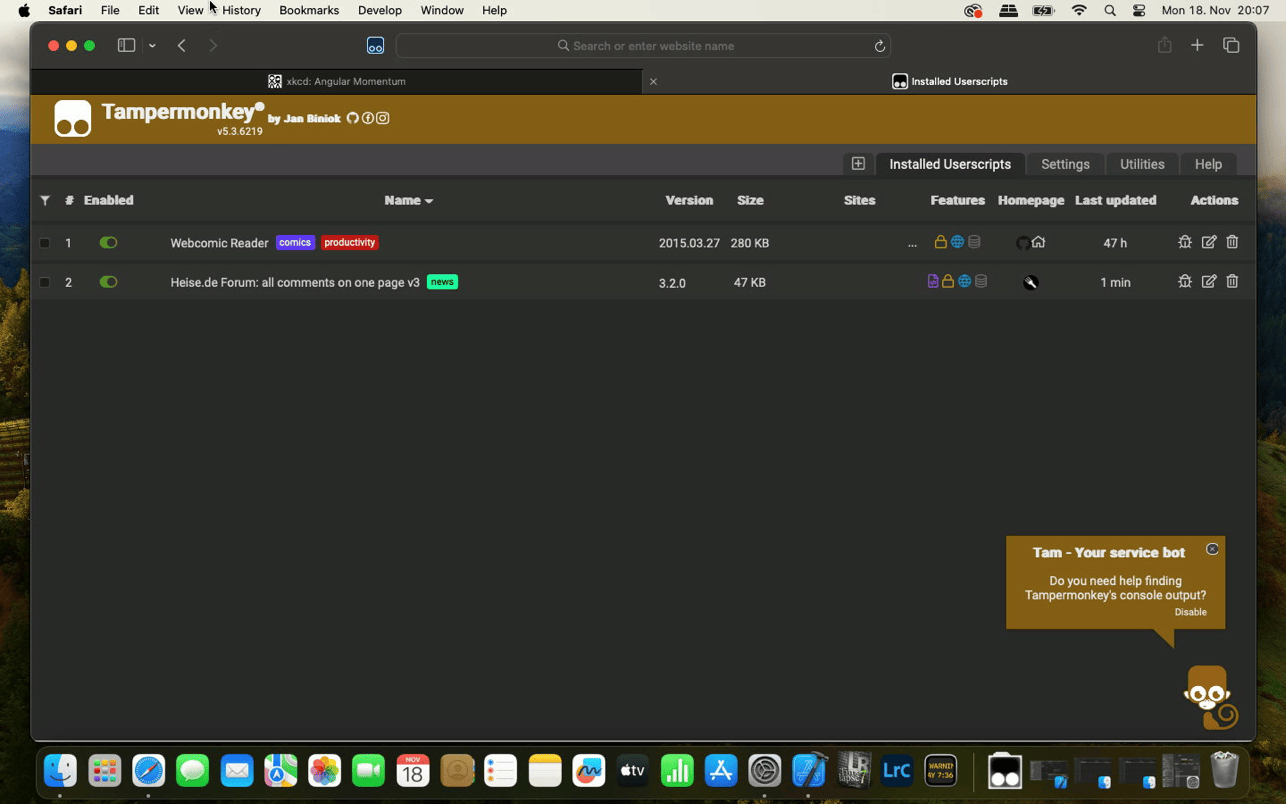 Safari File Edit View History Bookmarks Develop Window Help Mon 18. Nov 20:07
Search or enter website name
xkcd: Angular Momentum
Installed Userscripts
Tampermonkey® by Jan Biniok
v5.3.6219
Installed Userscripts Settings Utilities Help
# Enabled Name Version Size Sites Features Homepage Last updated Actions
1 Webcomic Reader comics productivity 2015.03.27 280 KB ... 47 h
2 Heise.de Forum: all comments on one page v3 news 3.2.0 47 KB 1 min
Tam - Your service bot
Do you need help finding
Tampermonkey's console output?
Disable
NOV
18
tv
LrC